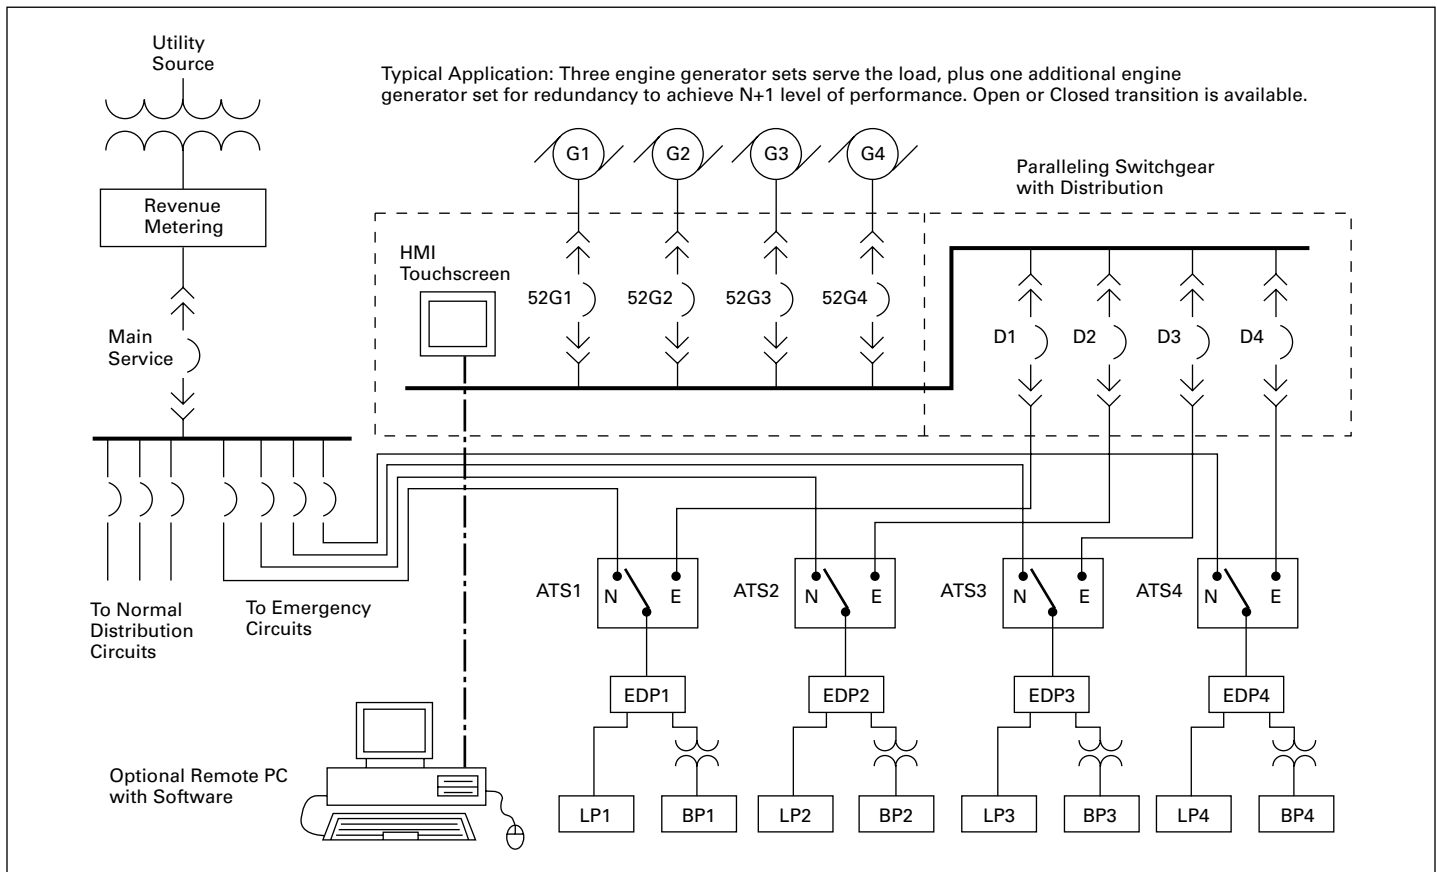 Utility
Source
Typical Application: Three engine generator sets serve the load, plus one additional engine
generator set for redundancy to achieve N+1 level of performance. Open or Closed transition is available.
G1
G2
G3
G4
Paralleling Switchgear
with Distribution
Revenue
Metering
HMI
Touchscreen
52G1
52G2
52G3
52G4
Main
Service
D1
D2
D3
D4
To Normal
Distribution
Circuits
To Emergency
Circuits
ATS1
N
E
ATS2
N
E
ATS3
N
E
ATS4
N
E
EDP1
EDP2
EDP3
EDP4
Optional Remote PC
with Software
LP1
BP1
LP2
BP2
LP3
BP3
LP4
BP4